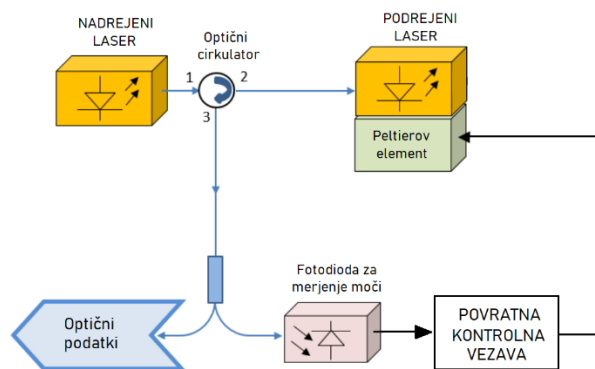 NADREJENI
LASER
Optični
cirkulator
PODREJENI
LASER
1
2
3
Peltierov
element
Fotodioda za
merjenje moči
Optični
podatki
POVRATNA
KONTROLNA
VEZAVA